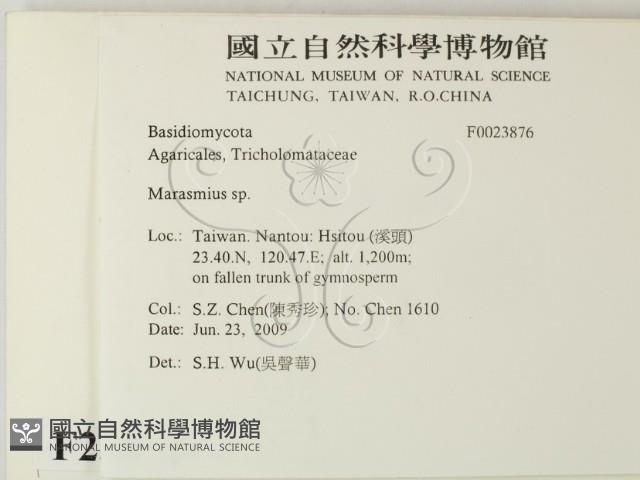 國立自然科學博物館
NATIONAL MUSEUM OF NATURAL SCIENCE
TAICHUNG, TAIWAN, R.O.CHINA
Basidiomycota F0023876
Agaricales, Tricholomataceae
Marasmius sp.
Loc.: Taiwan. Nantou: Hsitou (溪頭)
23.40.N, 120.47.E; alt. 1,200m;
on fallen trunk of gymnosperm
Col.: S.Z. Chen(陳秀珍); No. Chen 1610
Date: Jun. 23, 2009
Det.: S.H. Wu(吳聲華)
國立自然科學博物館
NATIONAL MUSEUM OF NATURAL SCIENCE
F2